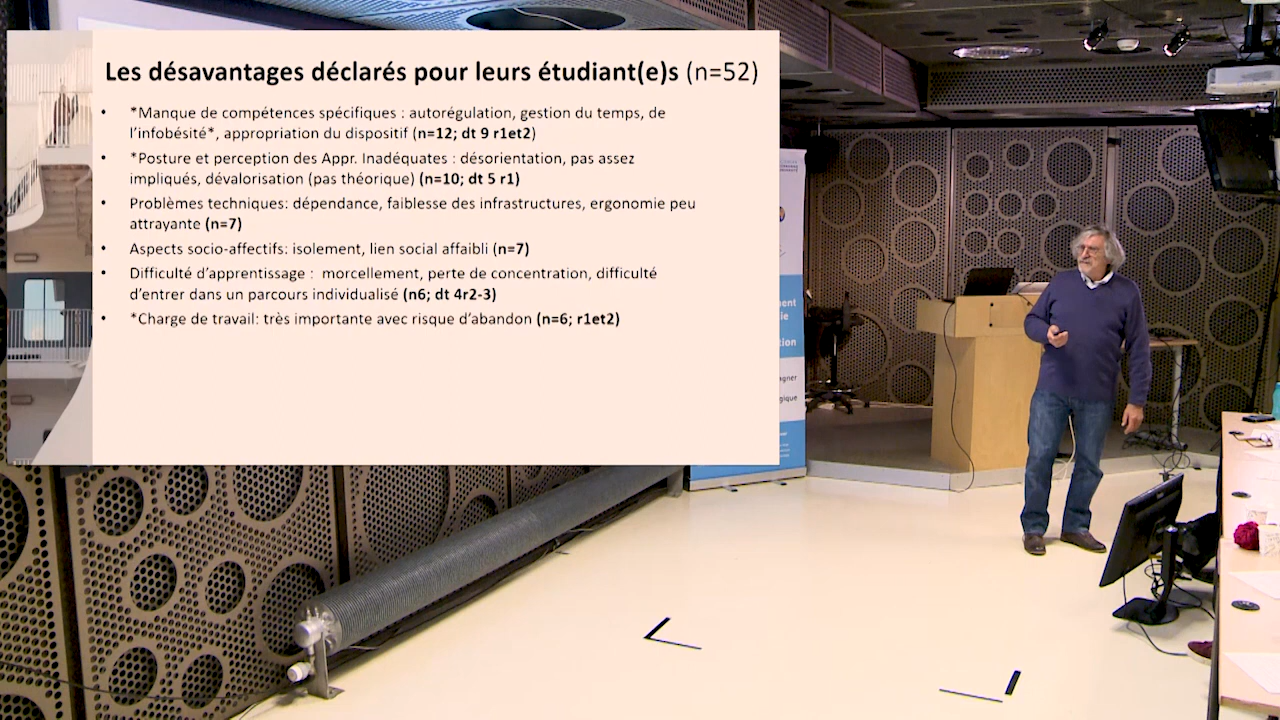 Les désavantages déclarés pour leurs étudiant(e)s (n=52)
• *Manque de compétences spécifiques : autorégulation, gestion du temps, de
l'infobésité*, appropriation du dispositif (n=12; dt 9 r1et2)
• *Posture et perception des Appr. Inadéquates : désorientation, pas assez
impliqués, dévalorisation (pas théorique) (n=10; dt 5 r1)
• Problèmes techniques: dépendance, faiblesse des infrastructures, ergonomie peu
attrayante (n=7)
• Aspects socio-affectifs: isolement, lien social affaibli (n=7)
• Difficulté d'apprentissage : morcellement, perte de concentration, difficulté
d'entrer dans un parcours individualisé (n6; dt 4r2-3)
• *Charge de travail: très importante avec risque d'abandon (n=6; r1et2)